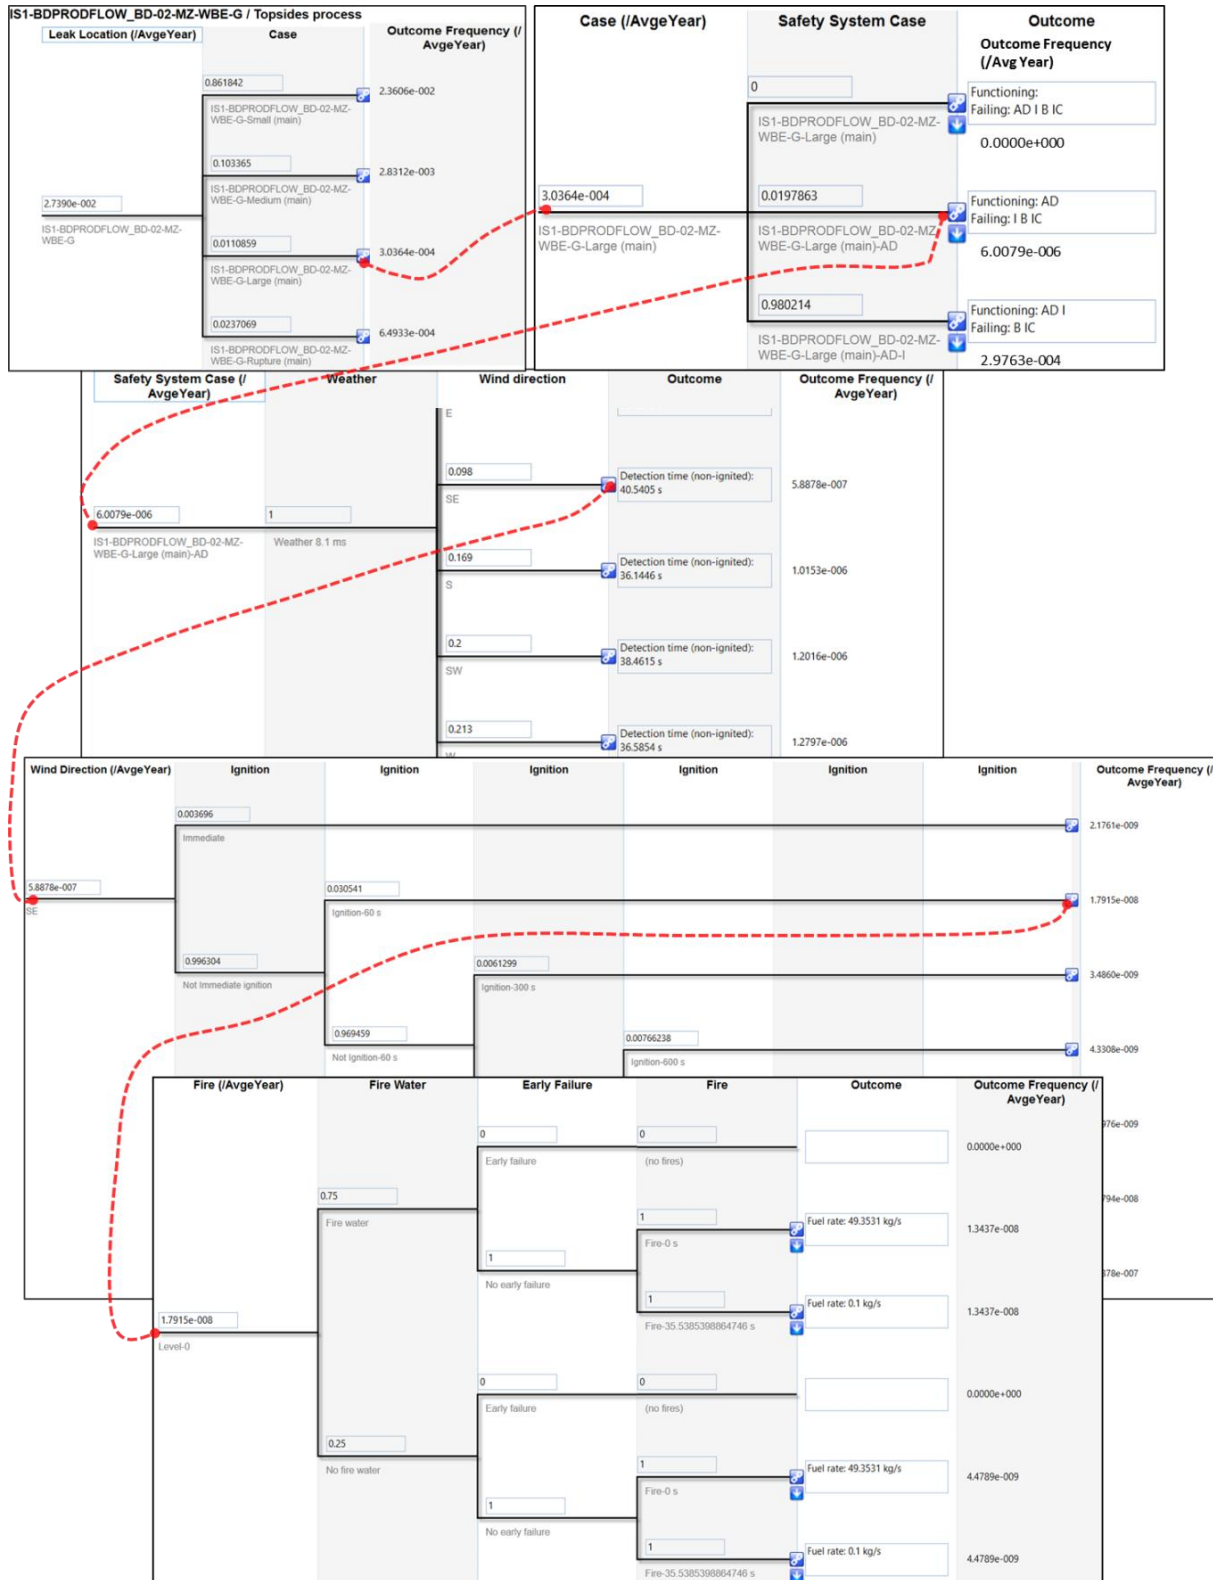 IS1-BDPRODFLOW_BD-02-MZ-WBE-G / Topsides process
Leak Location (/AvgeYear)
Case
Outcome Frequency (/
AvgeYear)
0.861842
2.3606e-002
IS1-BDPRODFLOW_BD-02-MZ-
WBE-G-Small (main)
0.103365
2.8312e-003
IS1-BDPRODFLOW_BD-02-MZ-
WBE-G-Medium (main)
2.7390e-002
IS1-BDPRODFLOW_BD-02-MZ-
WBE-G
0.0110859
3.0364e-004
IS1-BDPRODFLOW_BD-02-MZ-
WBE-G-Large (main)
0.0237069
6.4933e-004
IS1-BDPRODFLOW_BD-02-MZ-
WBE-G-Rupture (main)
Case (/AvgeYear)
Safety System Case
Outcome
Outcome Frequency
(/Avg Year)
0
Functioning:
Failing: AD I B IC
IS1-BDPRODFLOW_BD-02-MZ-
WBE-G-Large (main)
0.0000e+000
3.0364e-004
IS1-BDPRODFLOW_BD-02-MZ-
WBE-G-Large (main)
0.0197863
Functioning: AD
Failing: I B IC
IS1-BDPRODFLOW_BD-02-MZ-
WBE-G-Large (main)-AD
6.0079e-006
0.980214
Functioning: AD I
Failing: B IC
IS1-BDPRODFLOW_BD-02-MZ-
WBE-G-Large (main)-AD-I
2.9763e-004
Safety System Case (/
AvgeYear)
Weather
Wind direction
Outcome
Outcome Frequency (/
AvgeYear)
E
0.098
SE
Detection time (non-ignited):
40.5405 s
5.8878e-007
6.0079e-006
IS1-BDPRODFLOW_BD-02-MZ-
WBE-G-Large (main)-AD
1
Weather 8.1 ms
0.169
S
Detection time (non-ignited):
36.1446 s
1.0153e-006
0.2
SW
Detection time (non-ignited):
38.4615 s
1.2016e-006
0.213
W
Detection time (non-ignited):
36.5854 s
1.2797e-006
Wind Direction (/AvgeYear)
Ignition
Ignition
Ignition
Ignition
Ignition
Ignition
Outcome Frequency (/
AvgeYear)
0.003696
Immediate
2.1761e-009
5.8878e-007
SE
0.030541
Ignition-60 s
1.7915e-008
0.996304
Not Immediate ignition
0.0061299
Ignition-300 s
3.4860e-009
0.969459
Not Ignition-60 s
0.00766238
Ignition-600 s
4.3308e-009
976e-009
794e-008
878e-007
Fire (/AvgeYear)
Fire Water
Early Failure
Fire
Outcome
Outcome Frequency (/
AvgeYear)
0
Early failure
0
(no fires)
0.0000e+000
0.75
Fire water
1
Fire-0 s
Fuel rate: 49.3531 kg/s
1.3437e-008
1
No early failure
1
Fire-35.5385398864746 s
Fuel rate: 0.1 kg/s
1.3437e-008
1.7915e-008
Level-0
0
Early failure
0
(no fires)
0.0000e+000
0.25
No fire water
1
Fire-0 s
Fuel rate: 49.3531 kg/s
4.4789e-009
1
No early failure
1
Fire-35.5385398864746 s
Fuel rate: 0.1 kg/s
4.4789e-009